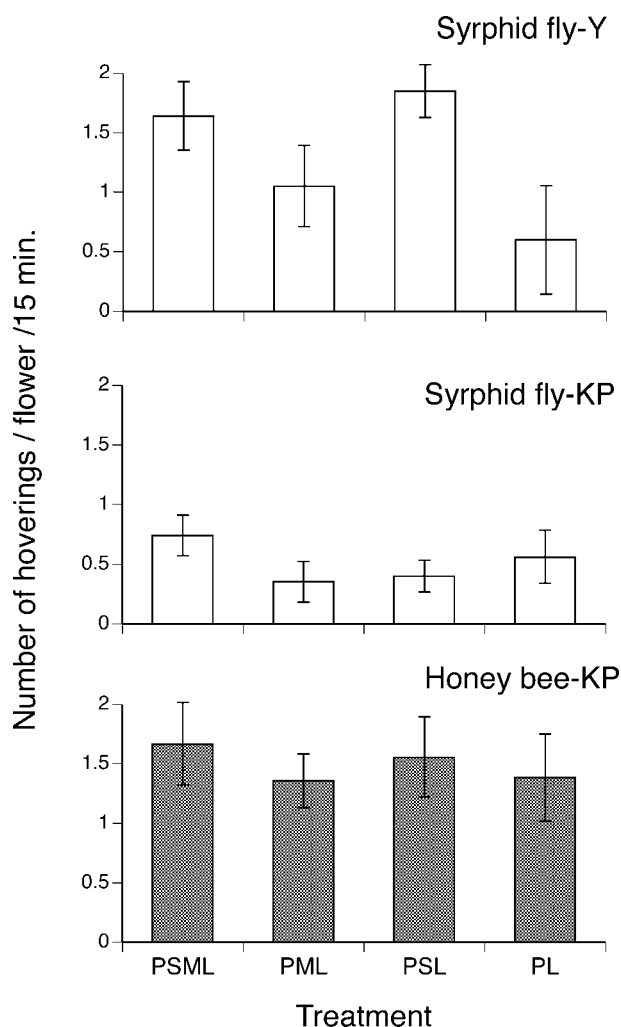 Syrphid fly-Y
2
1.5
1
0.5
0
Number of hoverings / flower /15 min.
Syrphid fly-KP
2
1.5
1
0.5
0
Honey bee-KP
2
1.5
1
0.5
0
PSML PML PSL PL
Treatment